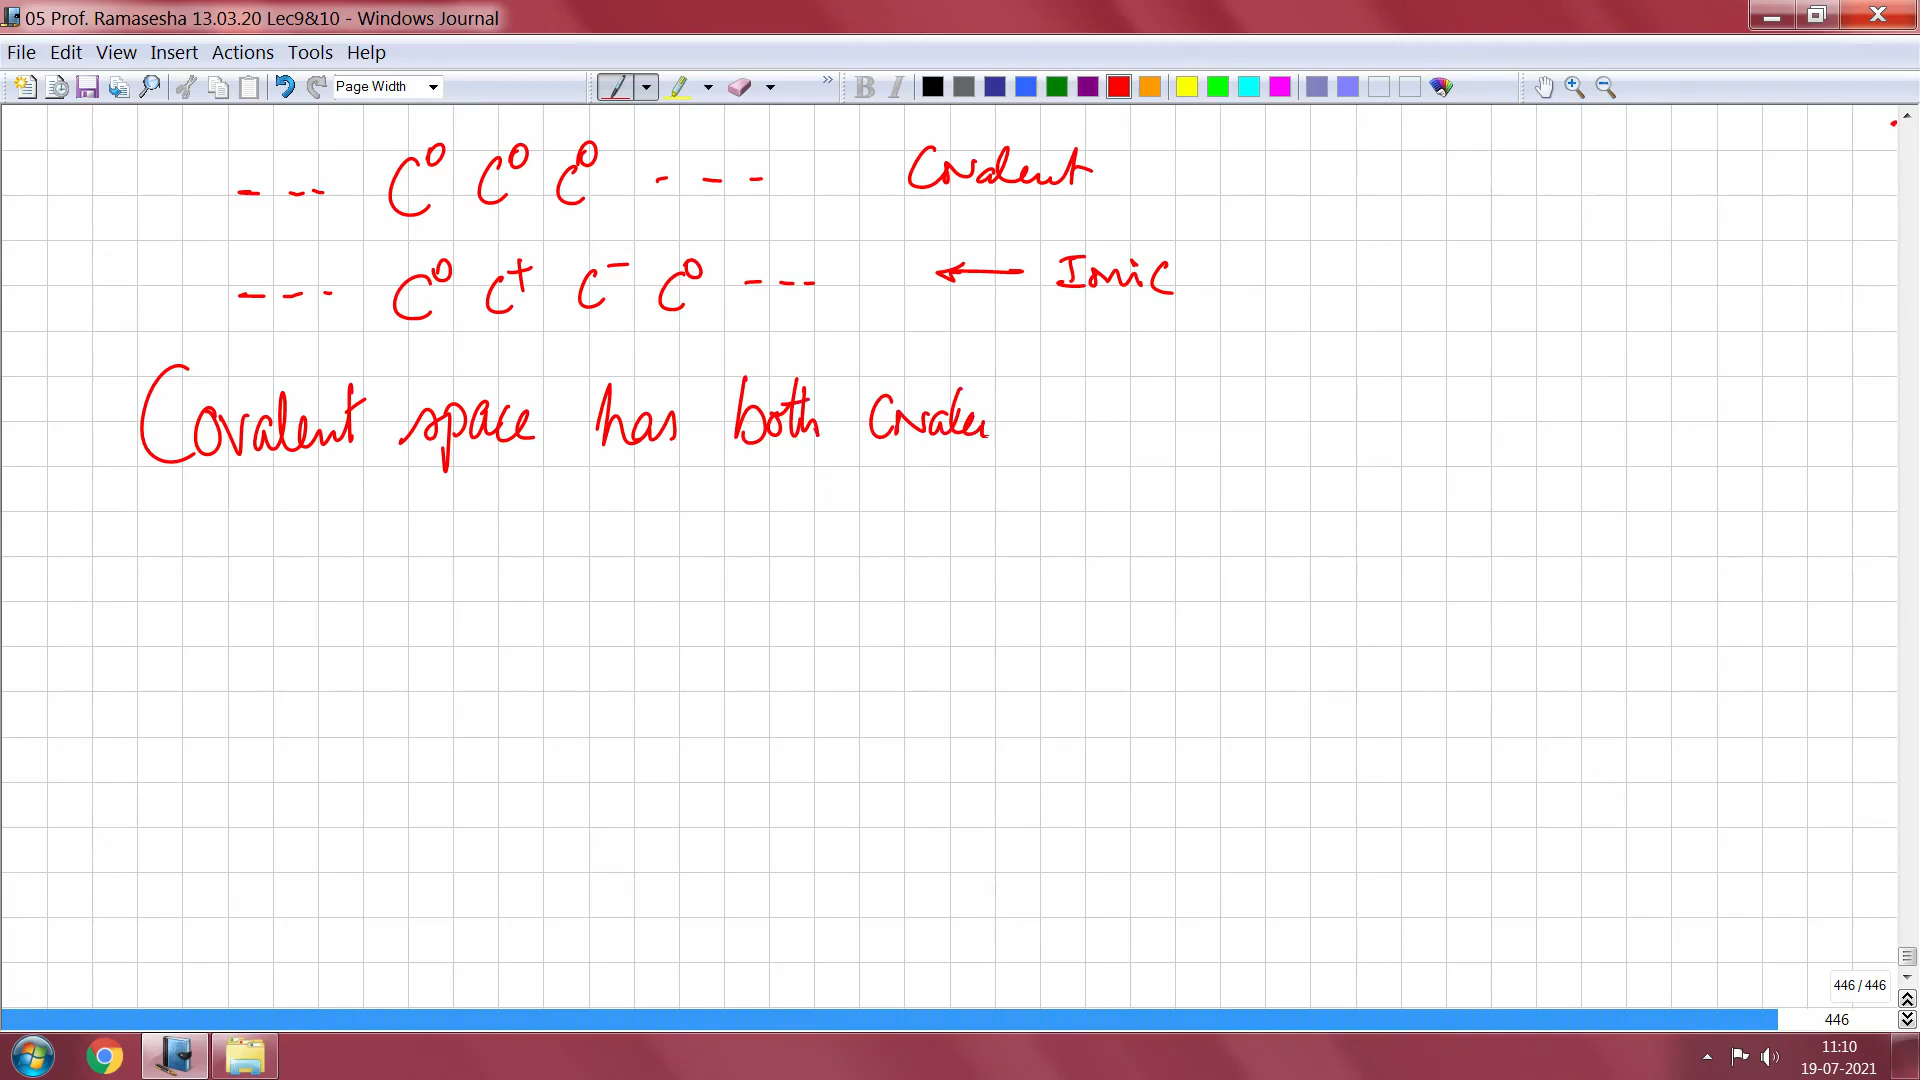 05 Prof. Ramasesha 13.03.20 Lec9&10 - Windows Journal
File Edit View Insert Actions Tools Help
Page Width
B I
--- C⁰ C⁰ C⁰ --- Covalent
--- C⁰ C⁺ C⁻ C⁰ --- ← Ionic
Covalent space has both Covale
446 / 446
446
11:10
19-07-2021